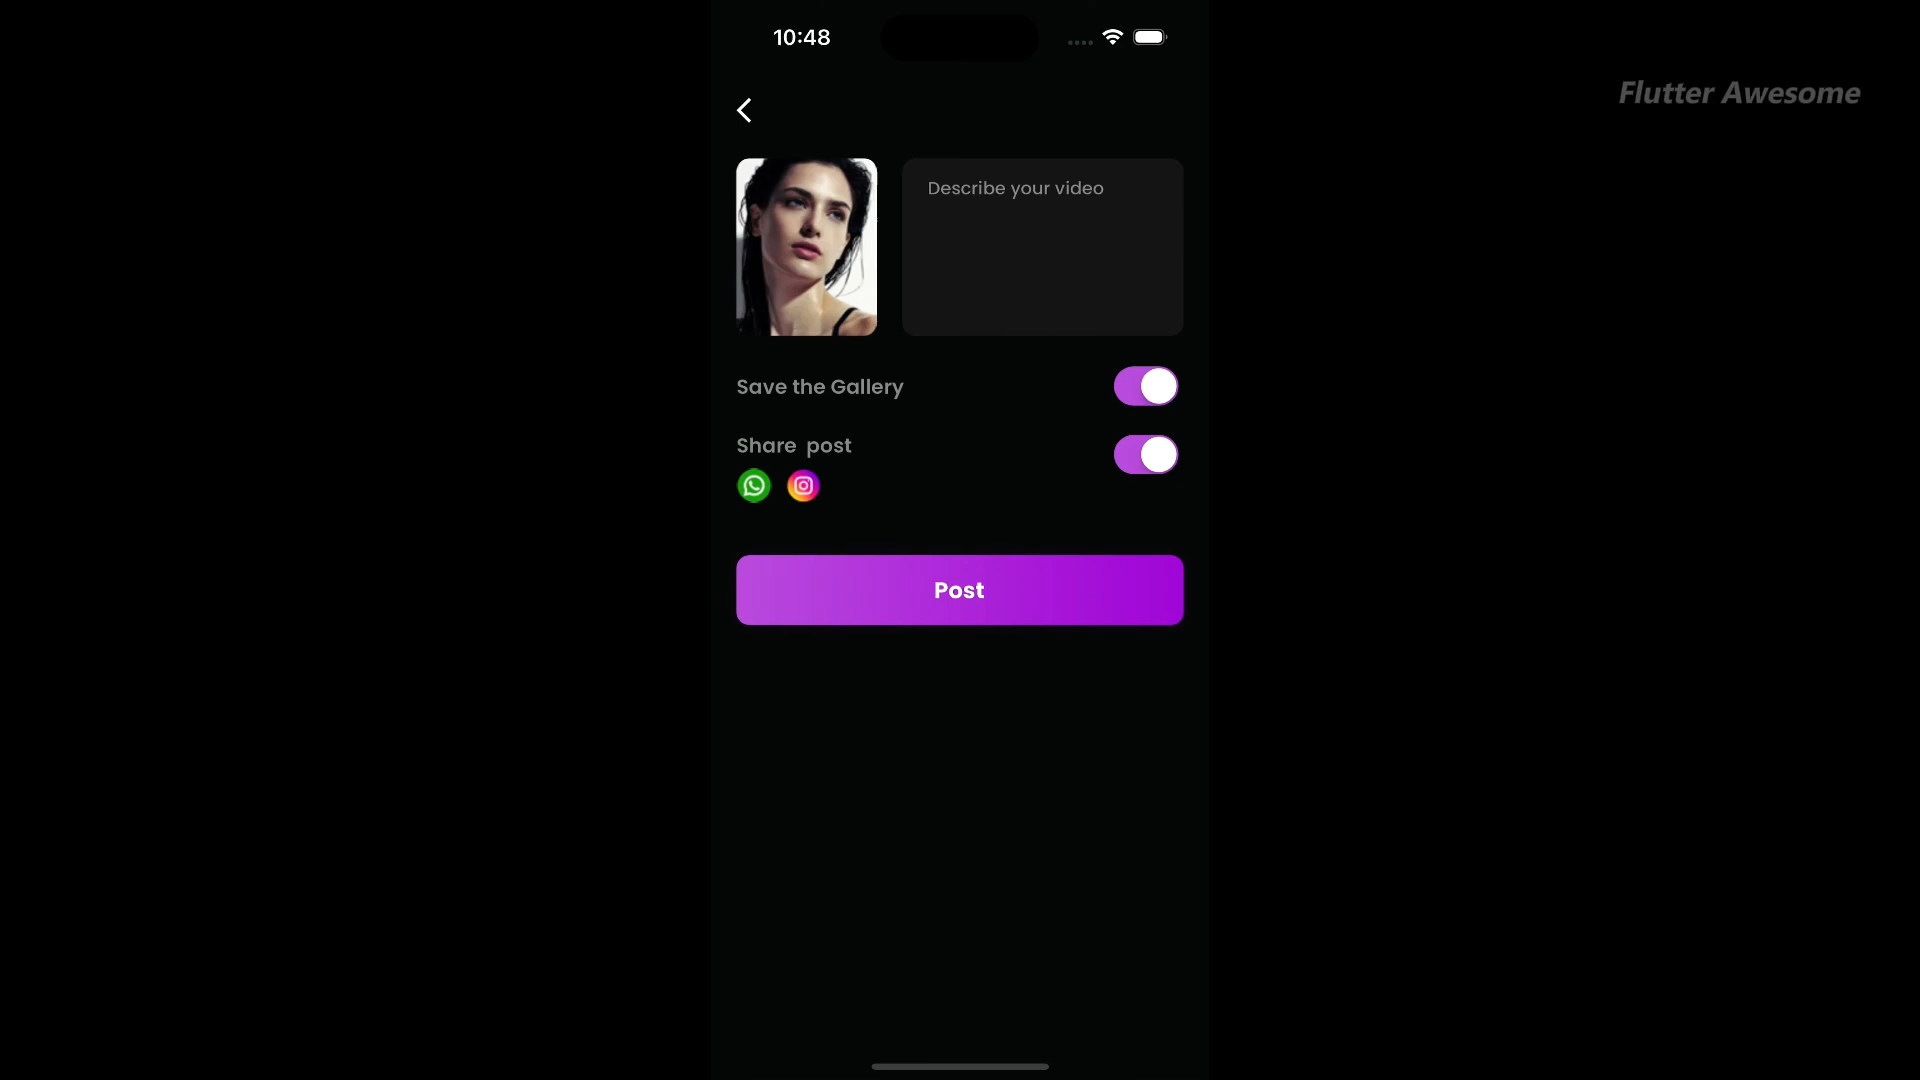 10:48
Flutter Awesome
Describe your video
Save the Gallery
Share post
Post